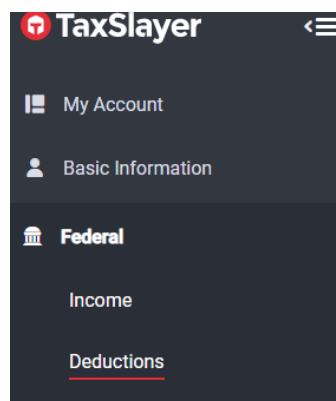 TaxSlayer
My Account
Basic Information
Federal
Income
Deductions